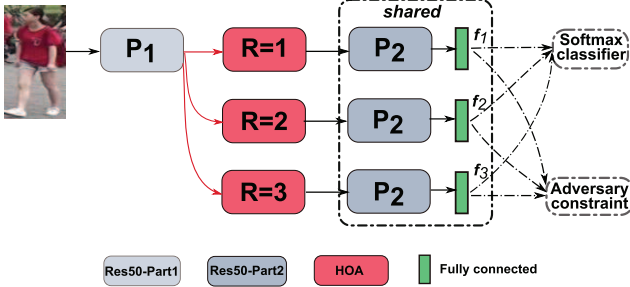 shared
P1
R=1
P2
f1
Softmax
classifier
R=2
P2
f2
R=3
P2
f3
Adversary
constraint
Res50-Part1
Res50-Part2
HOA
Fully connected